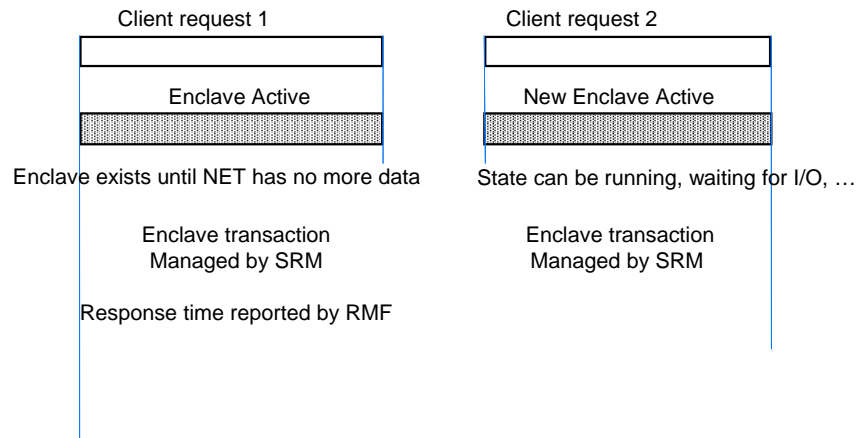 Client request 1
Client request 2
Enclave Active
New Enclave Active
Enclave exists until NET has no more data
State can be running, waiting for I/O, …
Enclave transaction
Managed by SRM
Enclave transaction
Managed by SRM
Response time reported by RMF